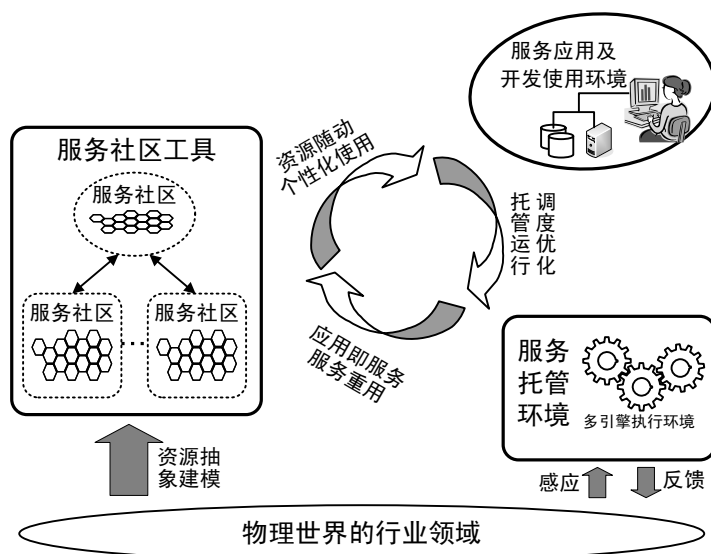 服务应用及
开发使用环境
服务社区工具
服务社区
服务社区
服务社区
...
资源随动
个性化使用
调度优化
托管运行
应用即服务
服务重用
服务
托管
环境
多引擎执行环境
资源抽
象建模
感应
反馈
物理世界的行业领域